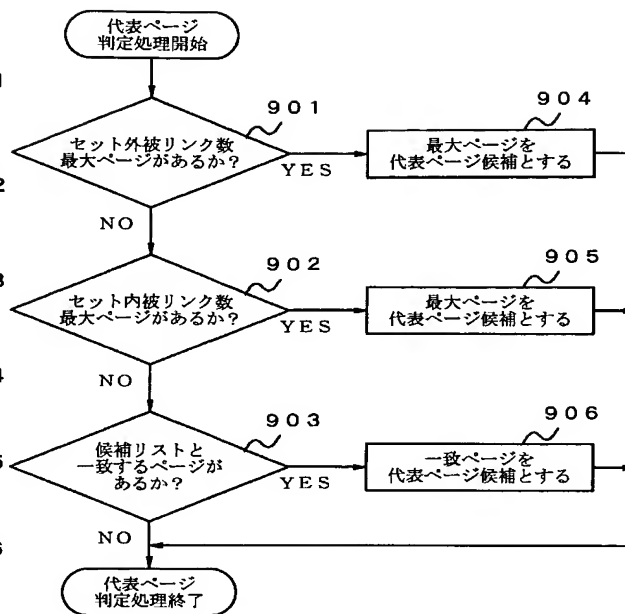 代表ページ
判定処理開始
901
セット外被リンク数
最大ページがあるか?
YES
NO
904
最大ページを
代表ページ候補とする
902
セット内被リンク数
最大ページがあるか?
YES
NO
905
最大ページを
代表ページ候補とする
903
候補リストと
一致するページが
あるか?
YES
NO
906
一致ページを
代表ページ候補とする
代表ページ
判定処理終了